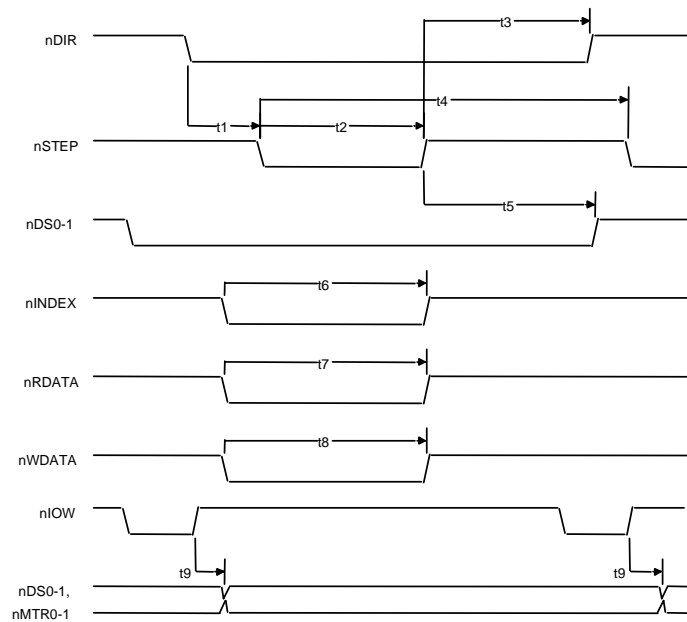 t3
nDIR
t4
t1
t2
nSTEP
t5
nDS0-1
t6
nINDEX
t7
nRDATA
t8
nWDATA
nIOW
t9
t9
nDS0-1,
nMTR0-1